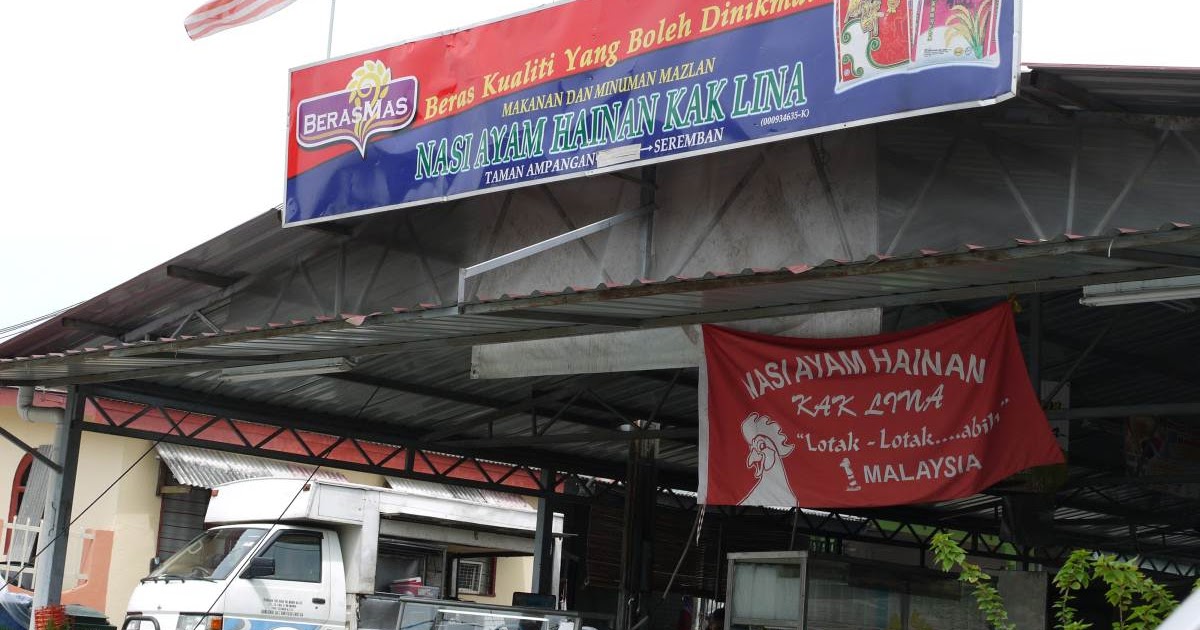 BERASMAS
Beras Kualiti Yang Boleh Dinikmati
MAKANAN DAN MINUMAN MAZLAN
NASI AYAM HAINAN KAK LINA
(000934635-K)
TAMAN AMPANGAN → SEREMBAN
NASI AYAM HAINAN
KAK LINA
"Lotak - Lotak....abih"
1 MALAYSIA